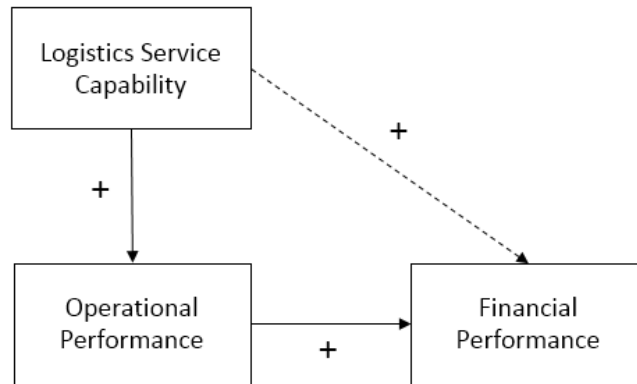 Logistics Service
Capability
+
+
Operational
Performance
+
Financial
Performance